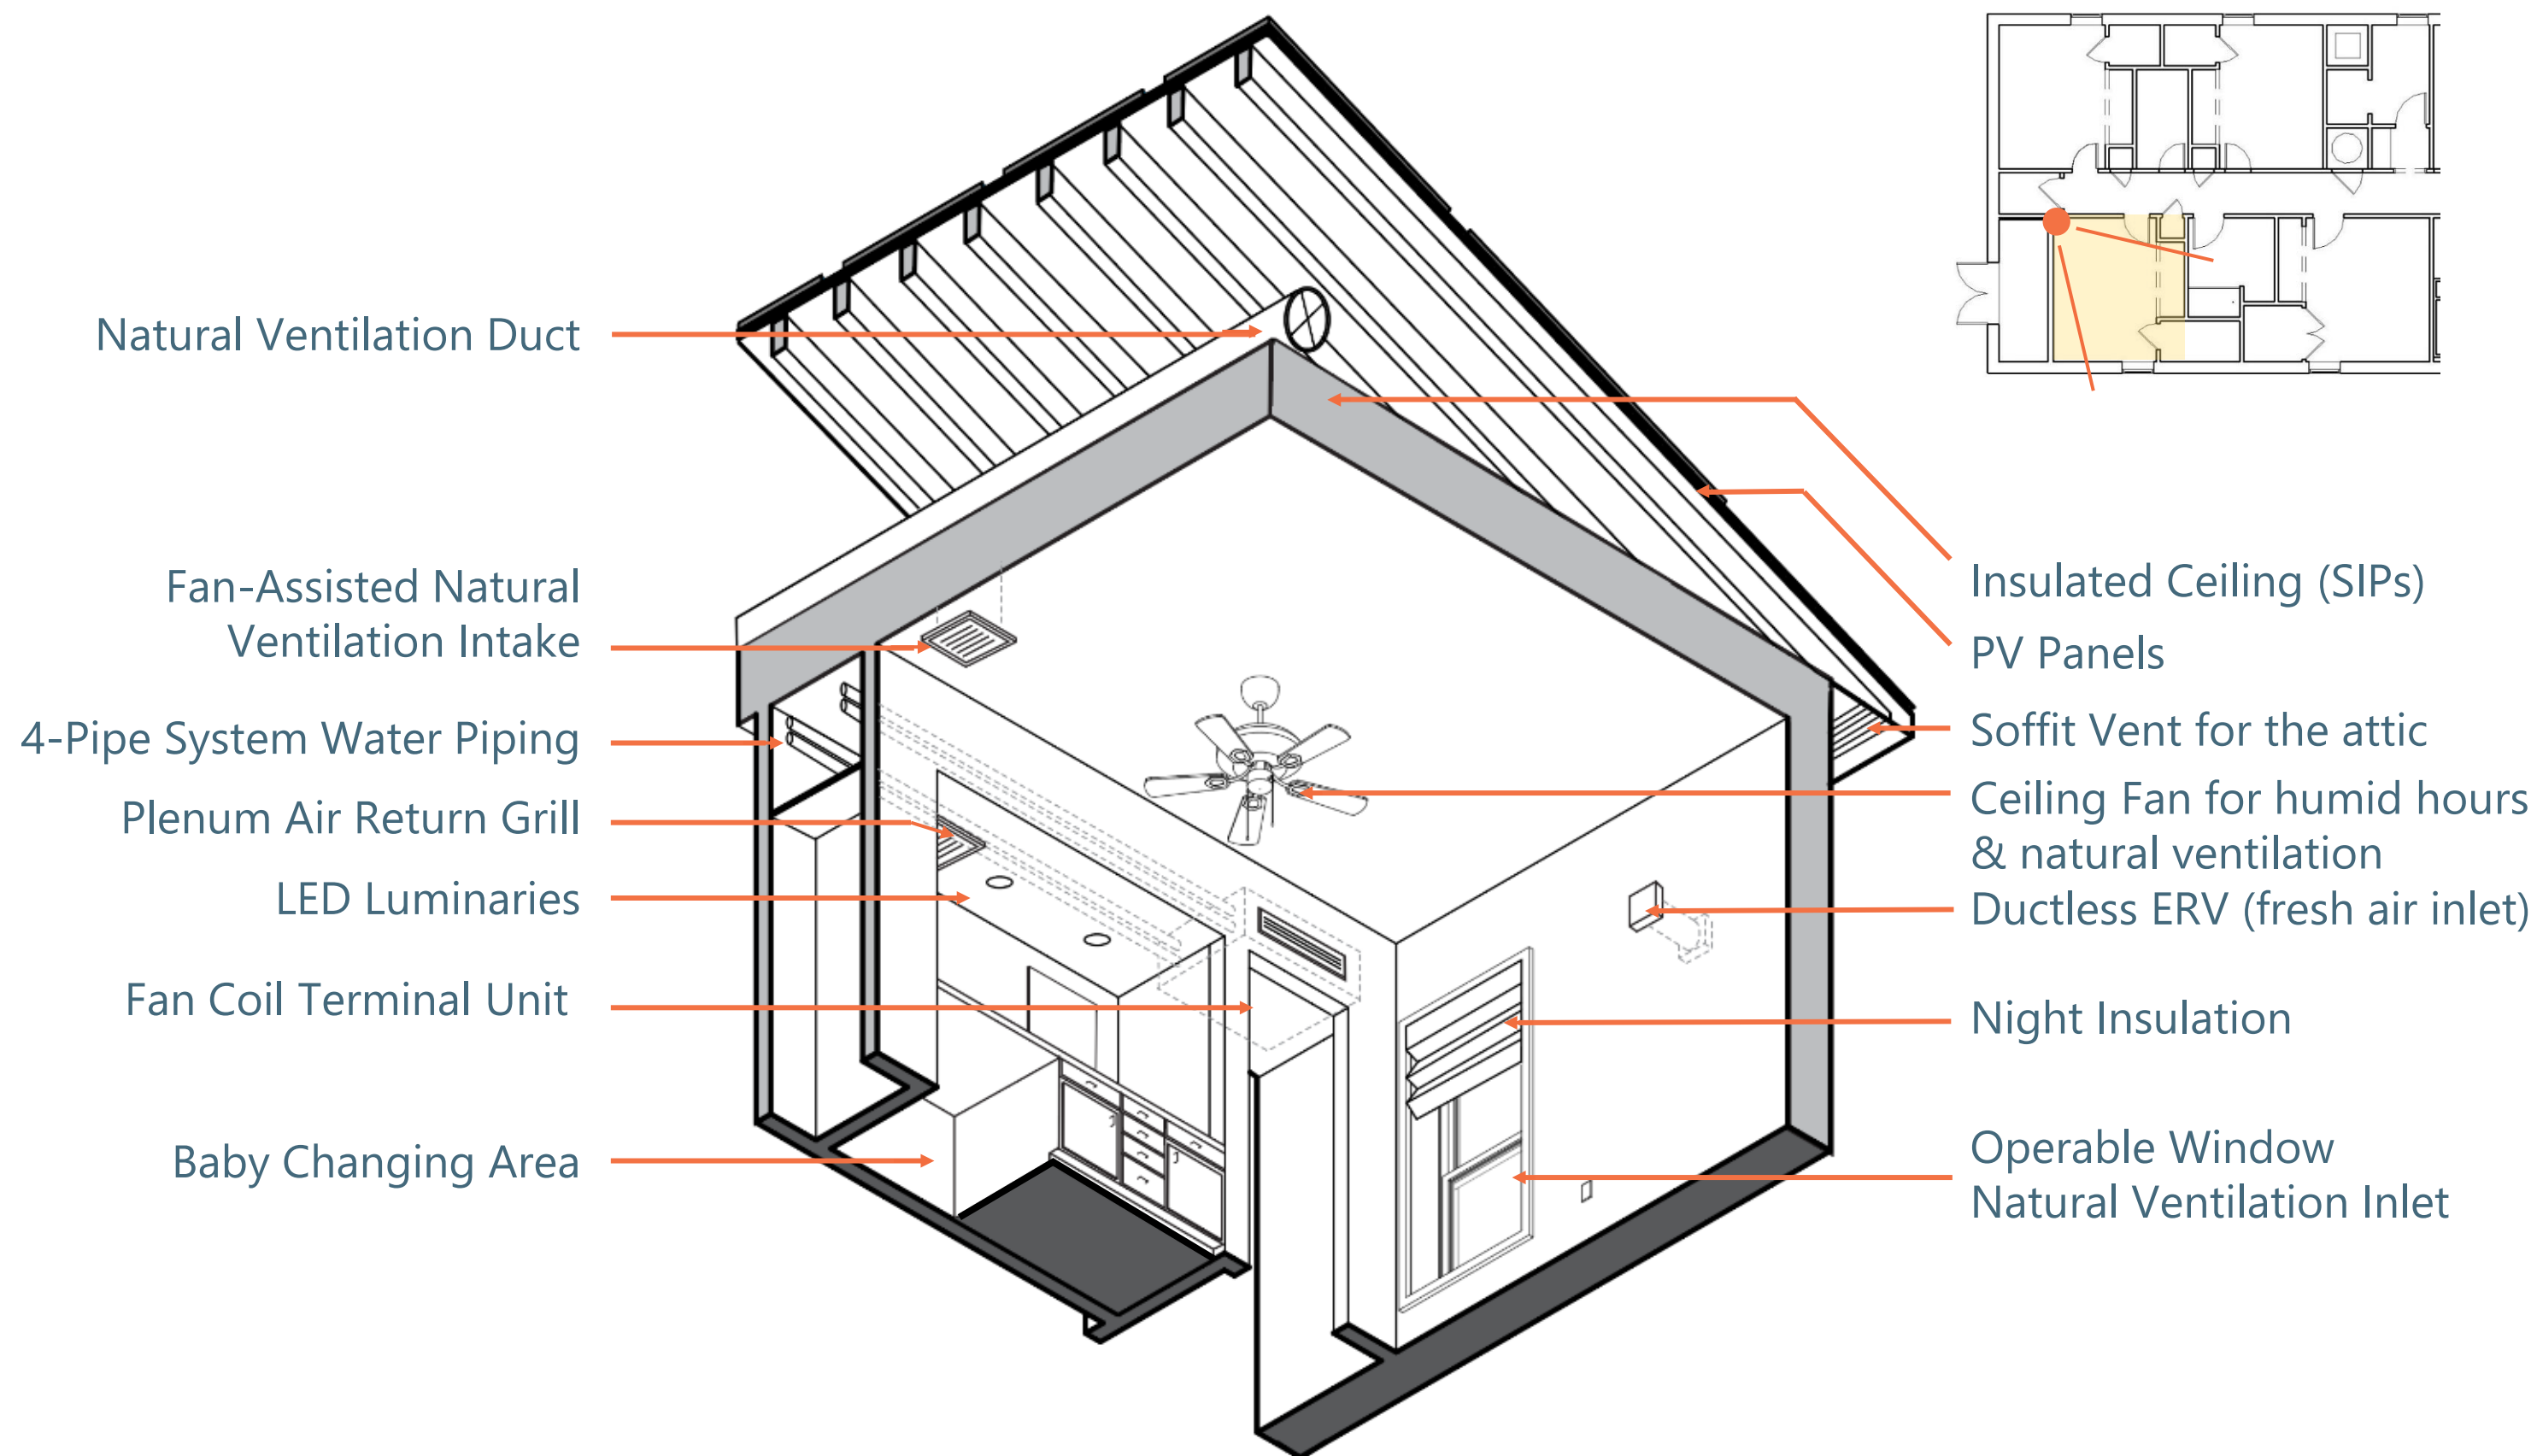 Natural Ventilation Duct
Fan-Assisted Natural
Ventilation Intake
4-Pipe System Water Piping
Plenum Air Return Grill
LED Luminaries
Fan Coil Terminal Unit
Baby Changing Area
Insulated Ceiling (SIPs)
PV Panels
Soffit Vent for the attic
Ceiling Fan for humid hours
& natural ventilation
Ductless ERV (fresh air inlet)
Night Insulation
Operable Window
Natural Ventilation Inlet